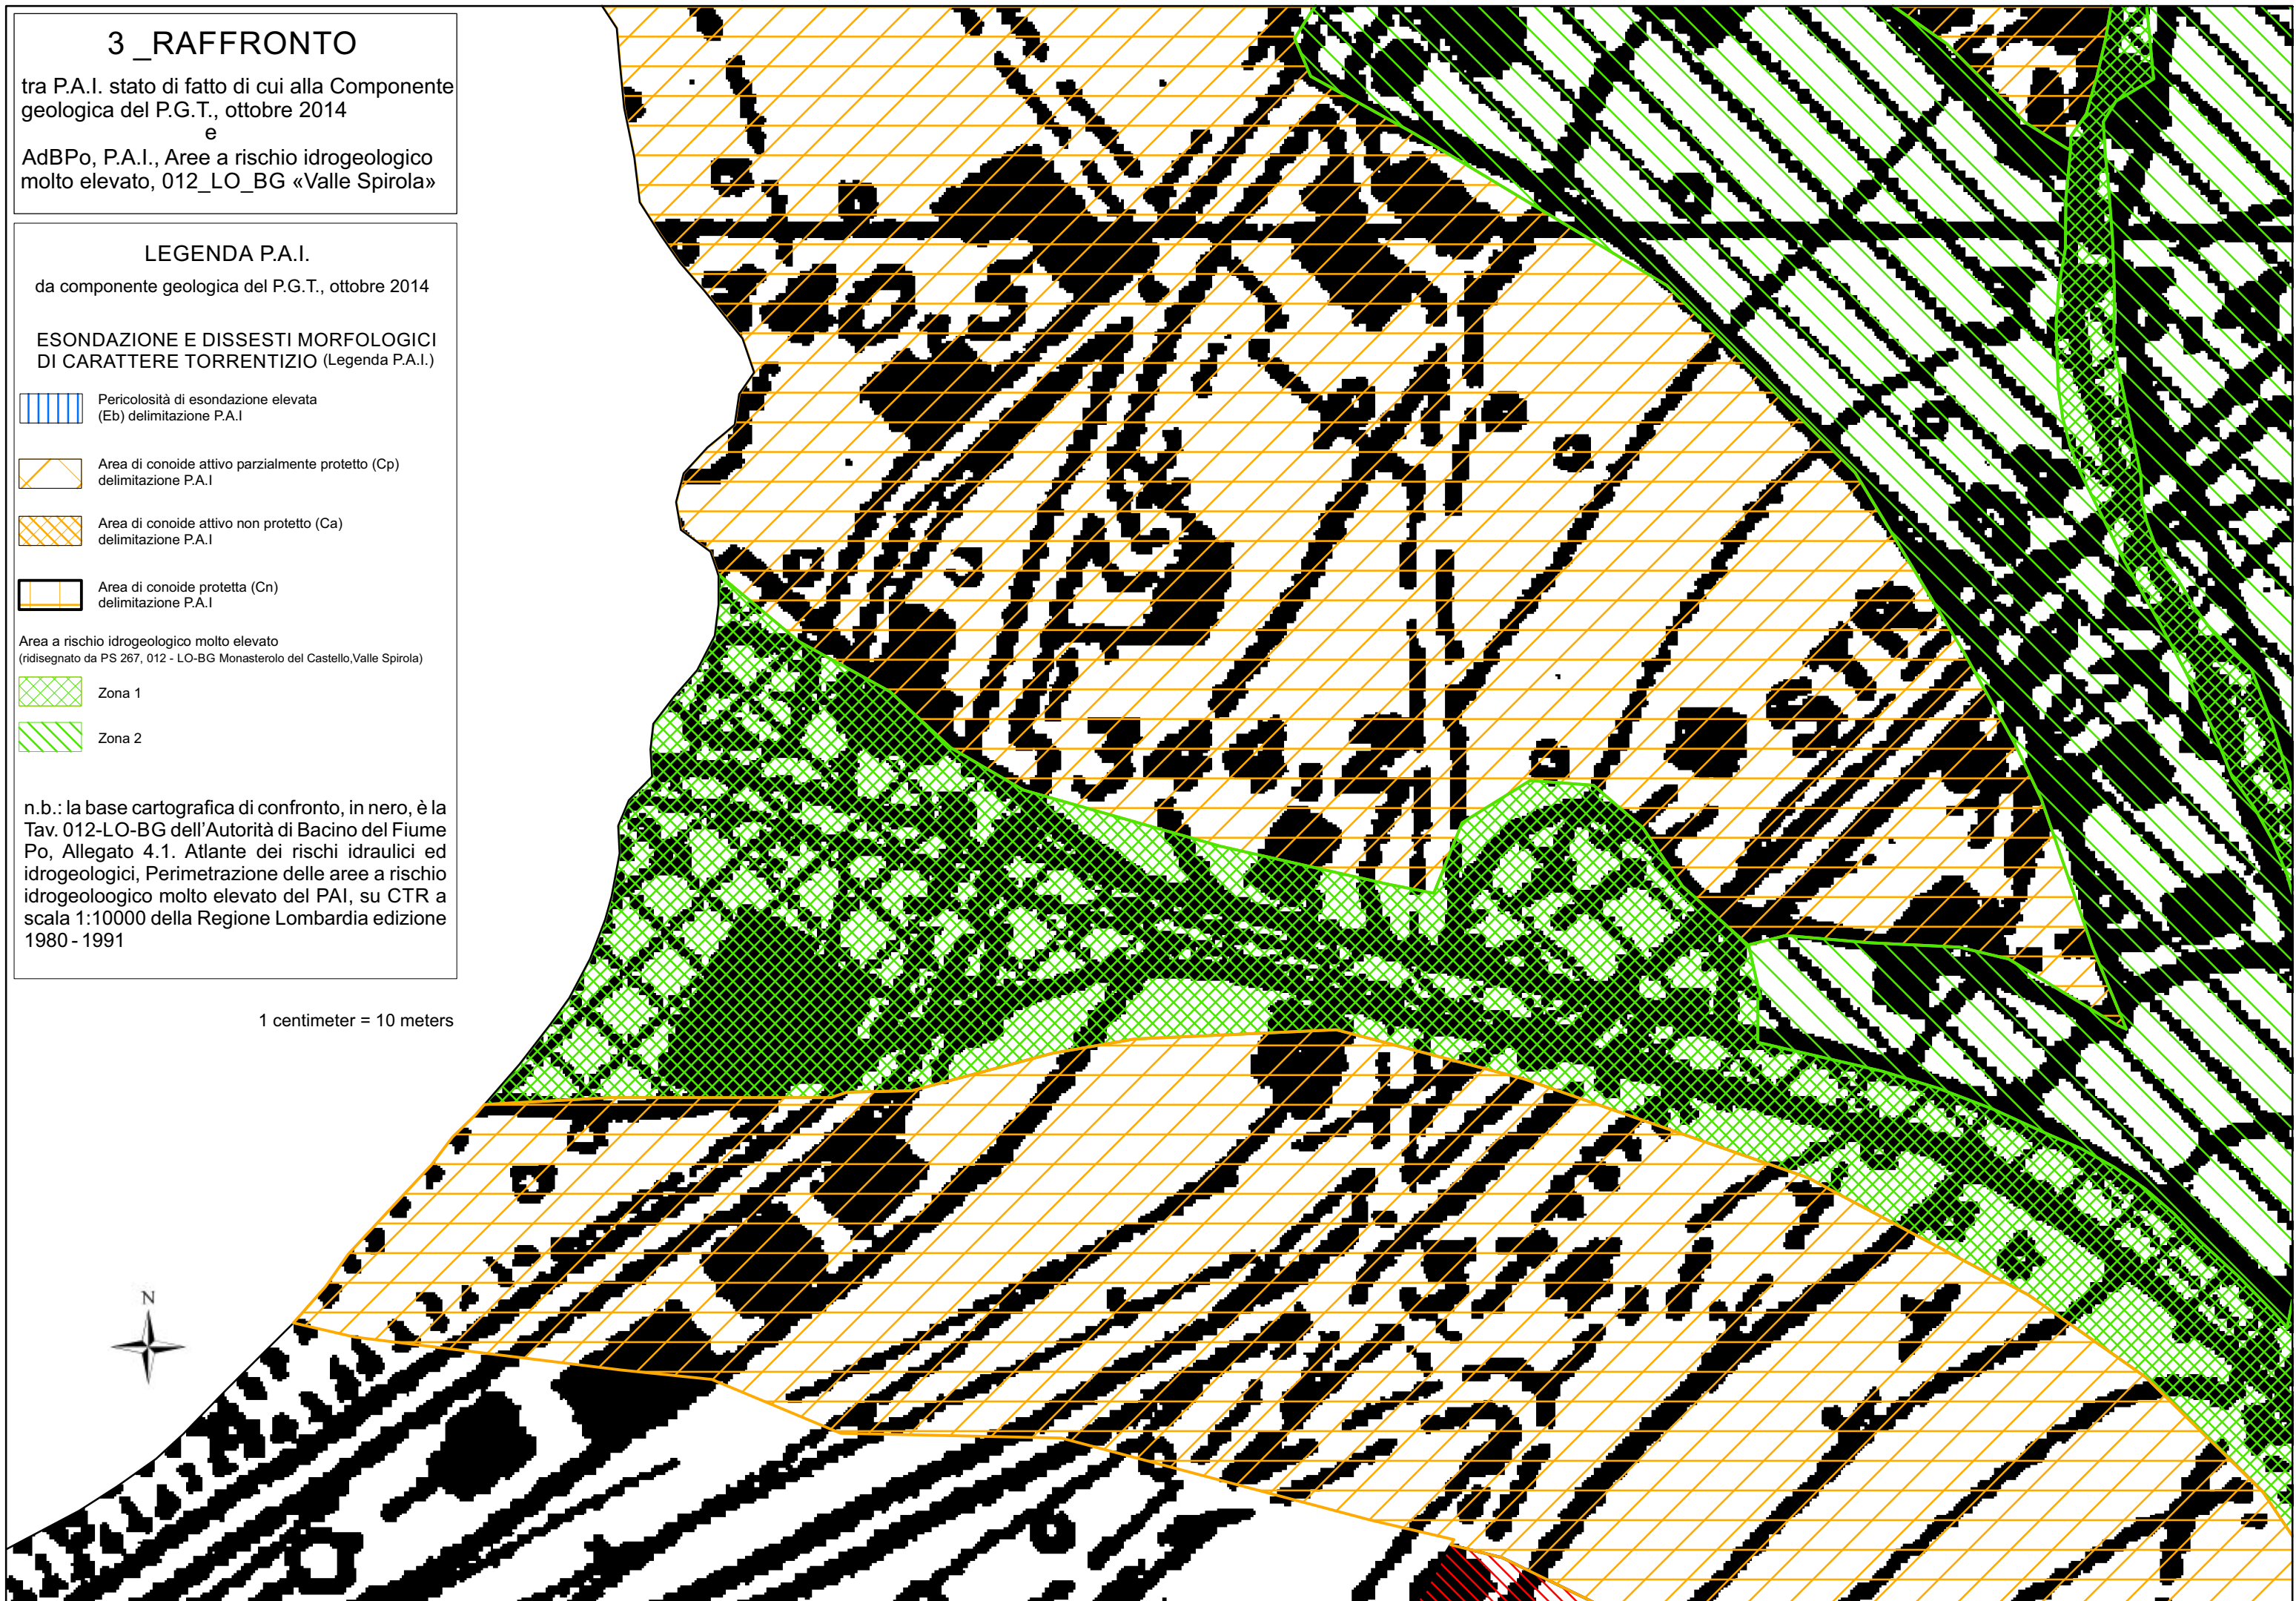 3 _RAFFRONTO
tra P.A.I. stato di fatto di cui alla Componente
geologica del P.G.T., ottobre 2014
e
AdBPo, P.A.I., Aree a rischio idrogeologico
molto elevato, 012_LO_BG «Valle Spirola»
LEGENDA P.A.I.
da componente geologica del P.G.T., ottobre 2014
ESONDAZIONE E DISSESTI MORFOLOGICI
DI CARATTERE TORRENTIZIO (Legenda P.A.I.)
Pericolosità di esondazione elevata
(Eb) delimitazione P.A.I
Area di conoide attivo parzialmente protetto (Cp)
delimitazione P.A.I
Area di conoide attivo non protetto (Ca)
delimitazione P.A.I
Area di conoide protetta (Cn)
delimitazione P.A.I
Area a rischio idrogeologico molto elevato
(ridisegnato da PS 267, 012 - LO-BG Monasterolo del Castello,Valle Spirola)
Zona 1
Zona 2
n.b.: la base cartografica di confronto, in nero, è la
Tav. 012-LO-BG dell'Autorità di Bacino del Fiume
Po, Allegato 4.1. Atlante dei rischi idraulici ed
idrogeologici, Perimetrazione delle aree a rischio
idrogeoloogico molto elevato del PAI, su CTR a
scala 1:10000 della Regione Lombardia edizione
1980 - 1991
1 centimeter = 10 meters
N